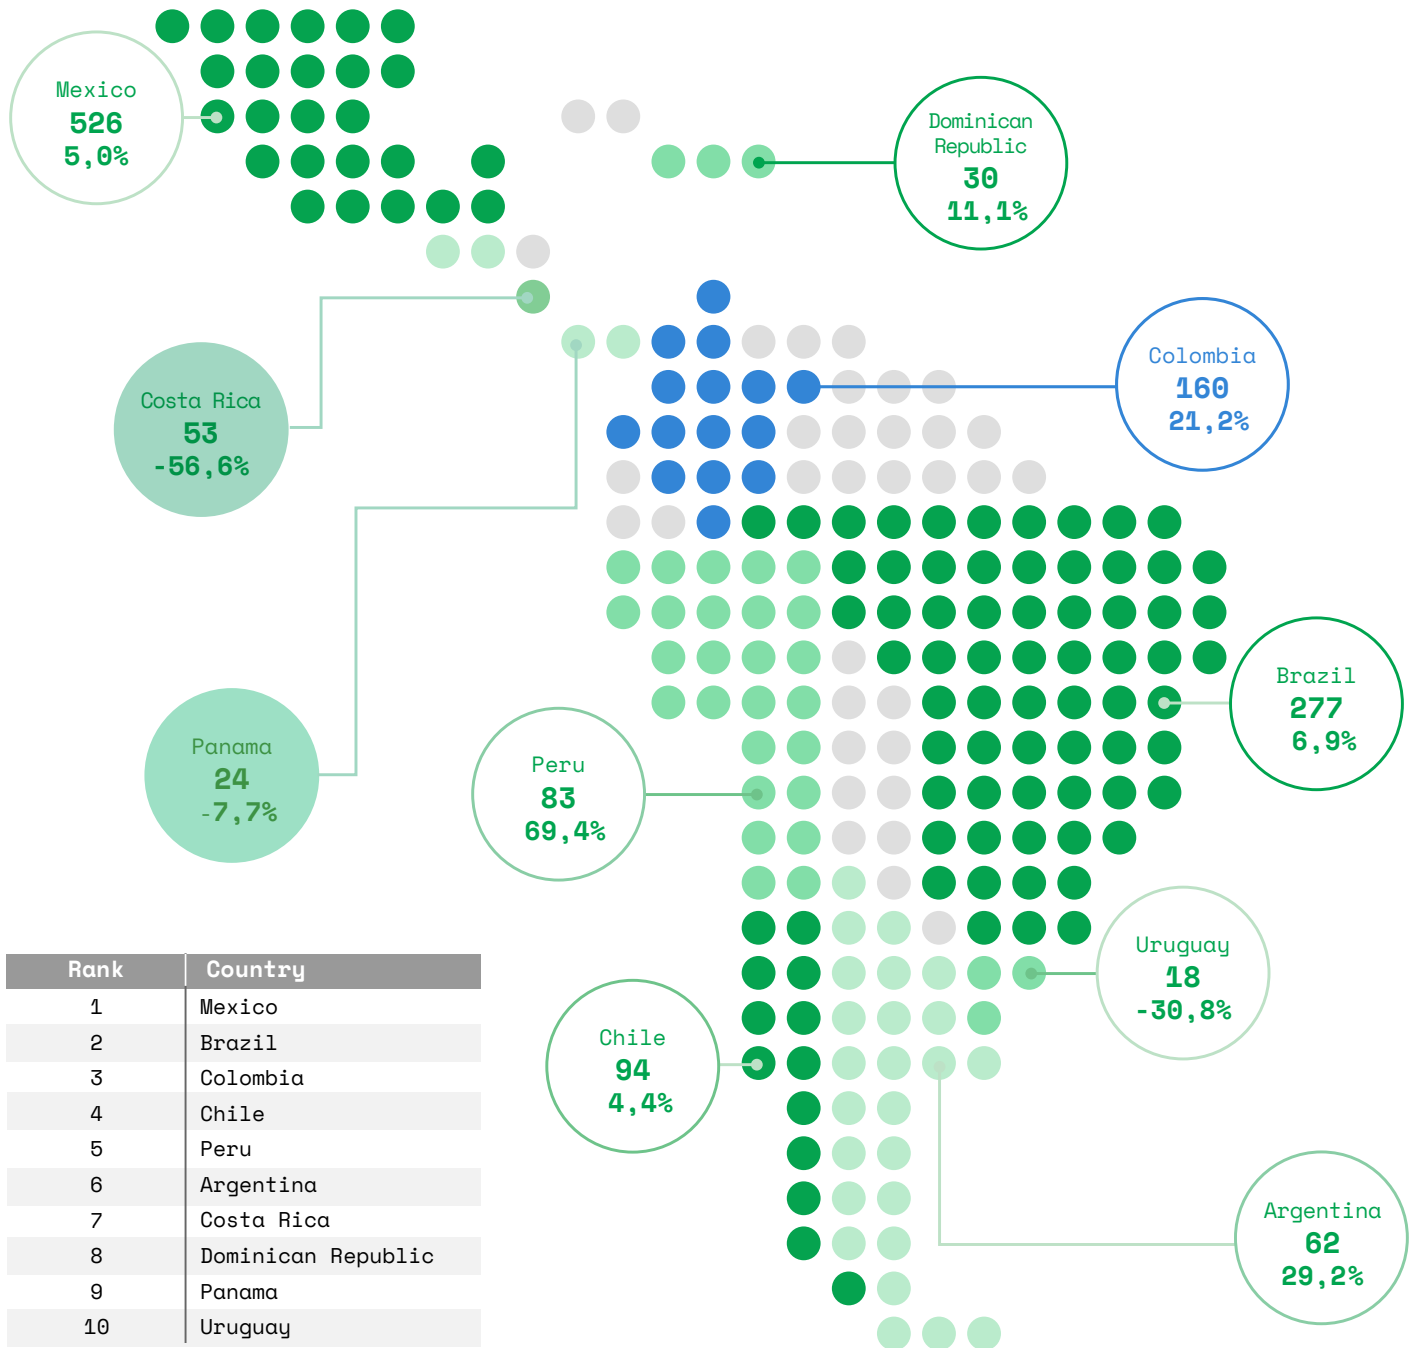 Mexico
526
5,0%
Dominican
Republic
30
11,1%
Colombia
160
21,2%
Costa Rica
53
-56,6%
Brazil
277
6,9%
Panama
24
-7,7%
Peru
83
69,4%
Uruguay
18
-30,8%
Chile
94
4,4%
Argentina
62
29,2%
Rank Country
1 Mexico
2 Brazil
3 Colombia
4 Chile
5 Peru
6 Argentina
7 Costa Rica
8 Dominican Republic
9 Panama
10 Uruguay